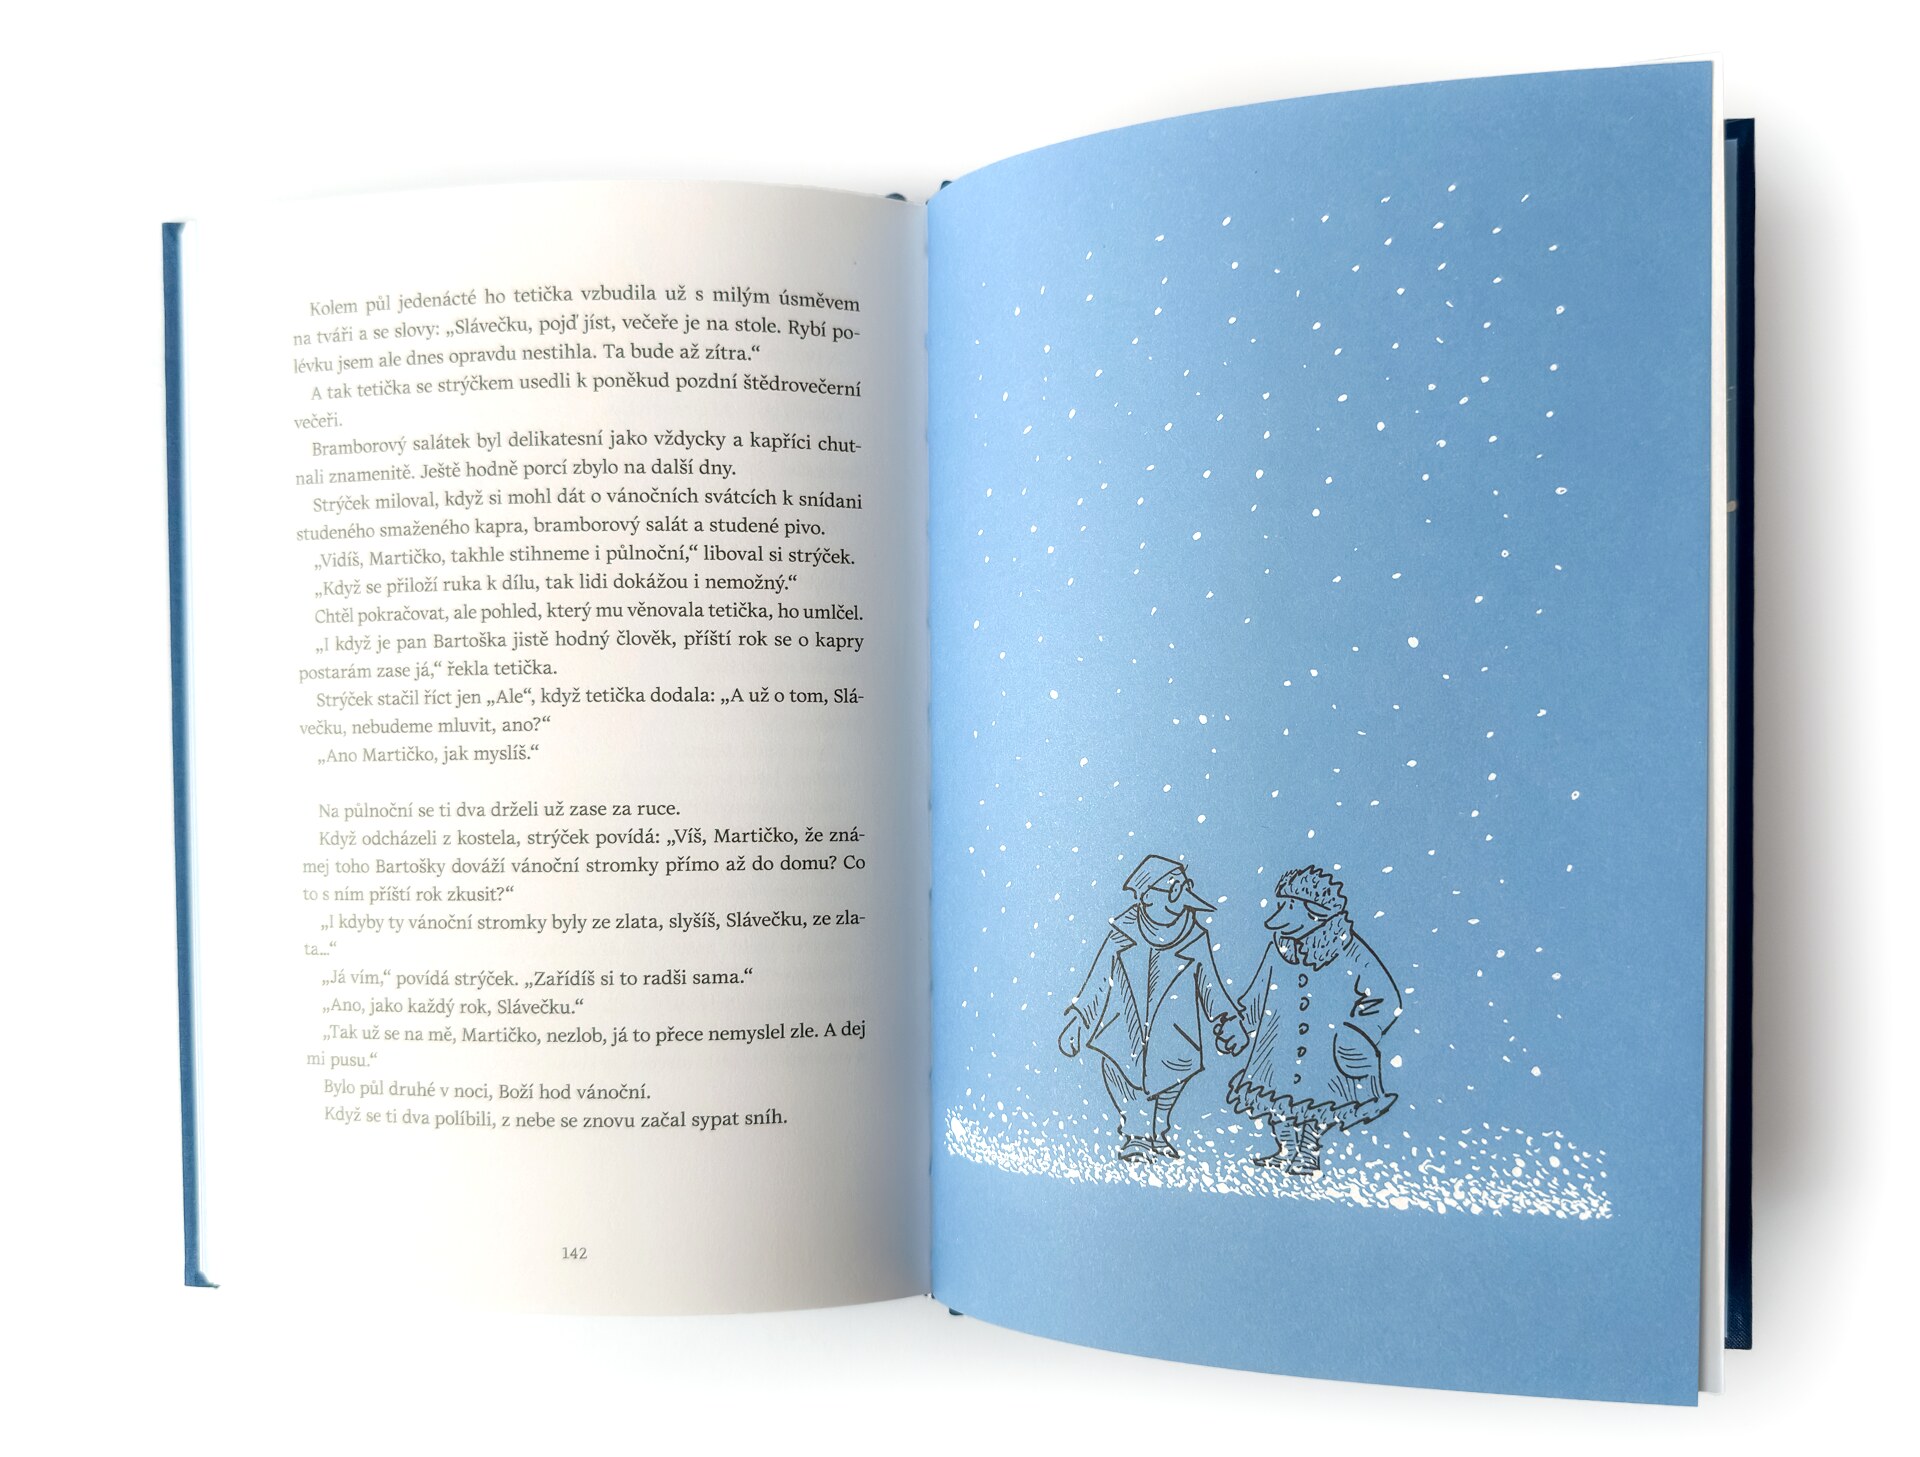 Kolem půl jedenácté ho tetička vzbudila už s milým úsměvem
na tváři a se slovy: „Slávečku, pojď jíst, večeře je na stole. Rybí po-
lévku jsem ale dnes opravdu nestihla. Ta bude až zítra.“
A tak tetička se strýčkem usedli k poněkud pozdní štědrovečerní
večeři.
Bramborový salátek byl delikatesní jako vždycky a kapříci chut-
nali znamenitě. Ještě hodně porcí zbylo na další dny.
Strýček miloval, když si mohl dát o vánočních svátcích k snídani
studeného smaženého kapra, bramborový salát a studené pivo.
„Vidíš, Martičko, takhle stihneme i půlnoční,“ liboval si strýček.
„Když se přiloží ruka k dílu, tak lidi dokážou i nemožný.“
Chtěl pokračovat, ale pohled, který mu věnovala tetička, ho umlčel.
„I když je pan Bartoška jistě hodný člověk, příští rok se o kapry
postarám zase já,“ řekla tetička.
Strýček stačil říct jen „Ale“, když tetička dodala: „A už o tom, Slá-
večku, nebudeme mluvit, ano?“
„Ano Martičko, jak myslíš.“
Na půlnoční se ti dva drželi už zase za ruce.
Když odcházeli z kostela, strýček povídá: „Víš, Martičko, že zná-
mej toho Bartošky dováží vánoční stromky přímo až do domu? Co
to s ním příští rok zkusit?“
„I kdyby ty vánoční stromky byly ze zlata, slyšíš, Slávečku, ze zla-
ta...“
„Já vím,“ povídá strýček. „Zařídíš si to radši sama.“
„Ano, jako každý rok, Slávečku.“
„Tak už se na mě, Martičko, nezlob, já to přece nemyslel zle. A dej
mi pusu.“
Bylo půl druhé v noci, Boží hod vánoční.
Když se ti dva políbili, z nebe se znovu začal sypat sníh.
142